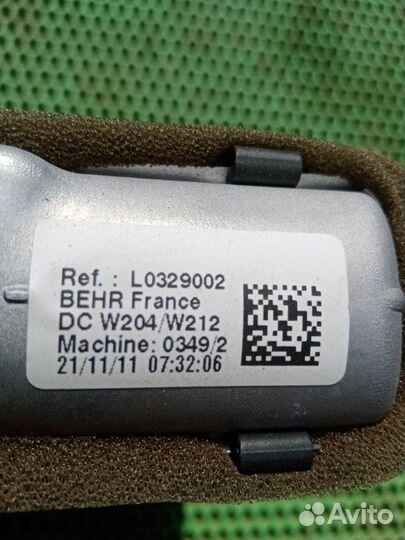 Ref. : L0329002
BEHR France
DC W204/W212
Machine: 0349/2
21/11/11 07:32:06
Avito